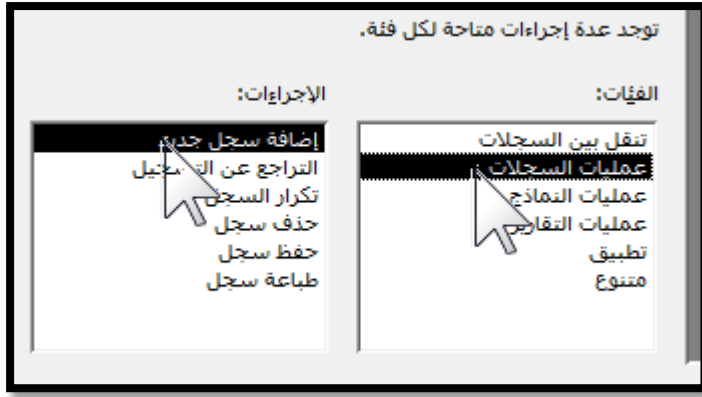 توجد عدة إجراءات متاحة لكل فئة.
الفئات:
تنقل بين السجلات
عمليات السجلات
عمليات النماذج
عمليات التقارير
تطبيق
متنوع
الإجراءات:
إضافة سجل جديد
التراجع عن التسجيل
تكرار السجل
حذف سجل
حفظ سجل
طباعة سجل